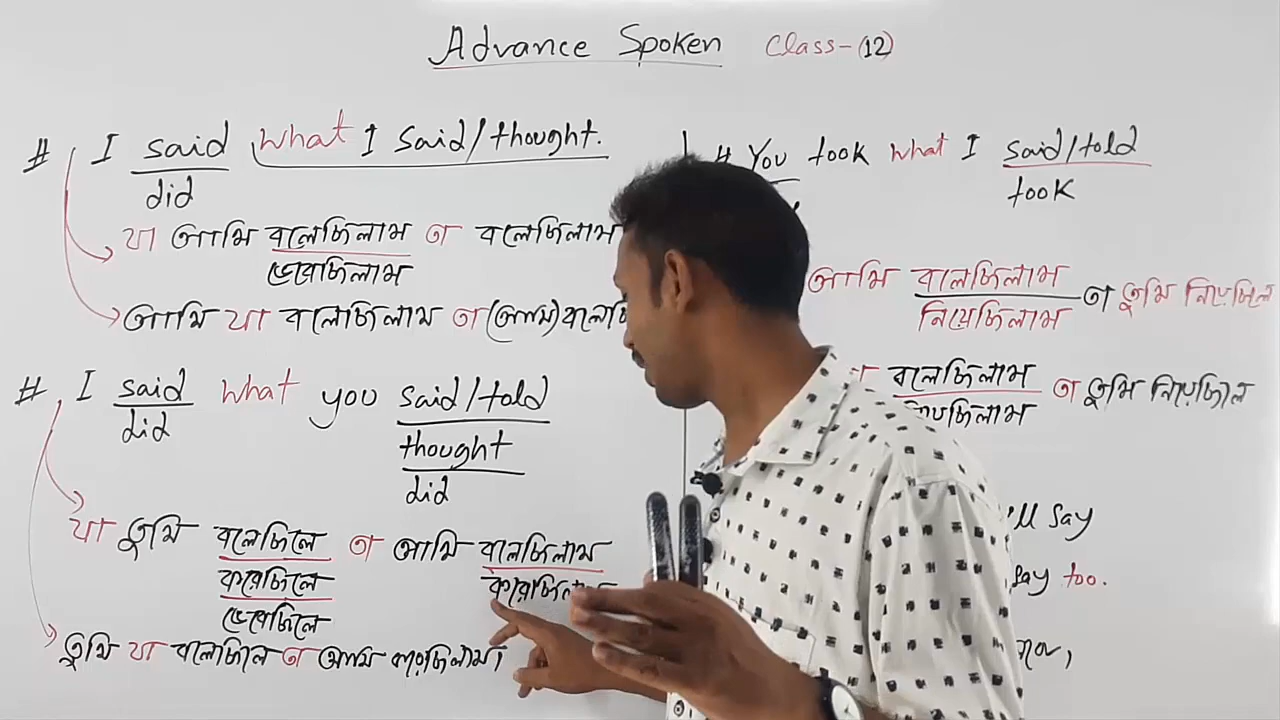 Advance Spoken Class-(12)
# I said what I said/thought.
did
যা আমি বলেছিলাম তা বলেছিলাম
ভেবেছিলাম
আমি যা বলেছিলাম তা (আমি)
# I said what you said/told
did
thought
did
যা তুমি বলেছিলে তা আমি বলেছিলাম
করেছিলে
ভেবেছিলে
তুমি যা বলেছিলে তা আমি করেছিলাম,
# You took what I said/told
took
আমি বলেছিলাম তা তুমি নিয়েছিলে
নিয়েছিলাম
বলেছিলাম তা তুমি নিয়েছিলে
say
say too.